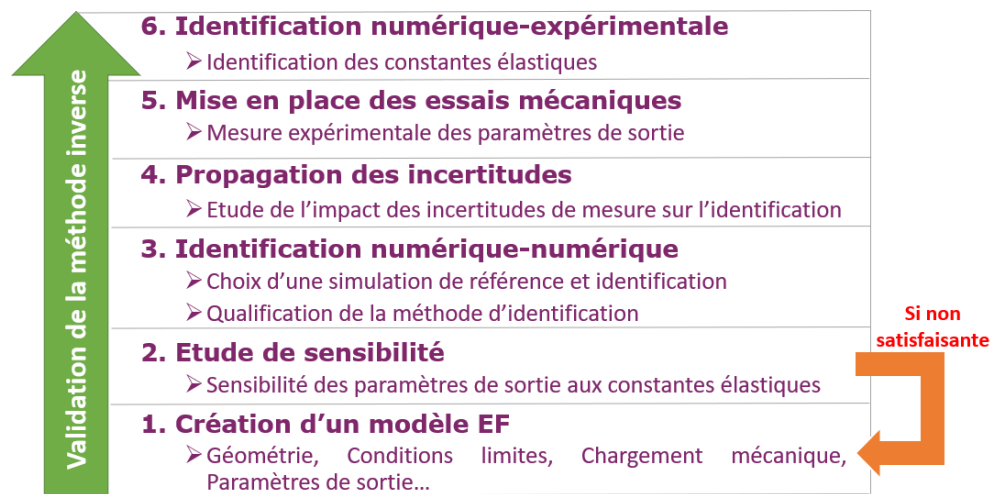 6. Identification numérique-expérimentale
➢Identification des constantes élastiques
5. Mise en place des essais mécaniques
➢Mesure expérimentale des paramètres de sortie
4. Propagation des incertitudes
➢Etude de l’impact des incertitudes de mesure sur l’identification
3. Identification numérique-numérique
➢Choix d’une simulation de référence et identification
➢Qualification de la méthode d’identification
2. Etude de sensibilité
➢Sensibilité des paramètres de sortie aux constantes élastiques
1. Création d’un modèle EF
➢Géométrie, Conditions limites, Chargement mécanique,
Paramètres de sortie…
Validation de la méthode inverse
Si non
satisfaisante